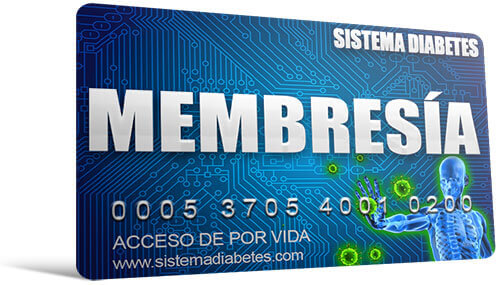 SISTEMA DIABETES
MEMBRESÍA
0005 3705 4001 0200
ACCESO DE POR VIDA
www.sistemadiabetes.com